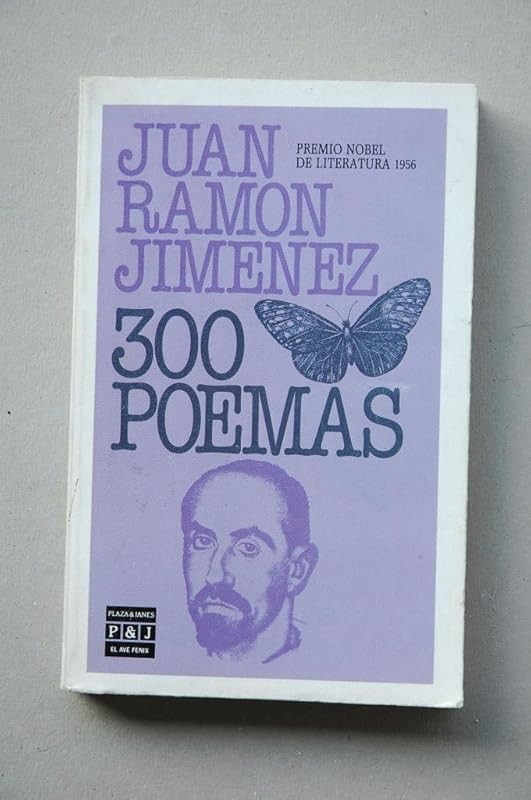 JUAN
RAMON
JIMENEZ
PREMIO NOBEL
DE LITERATURA 1956
300
POEMAS
PLAZA & JANES
P & J
EL AVE FENIX